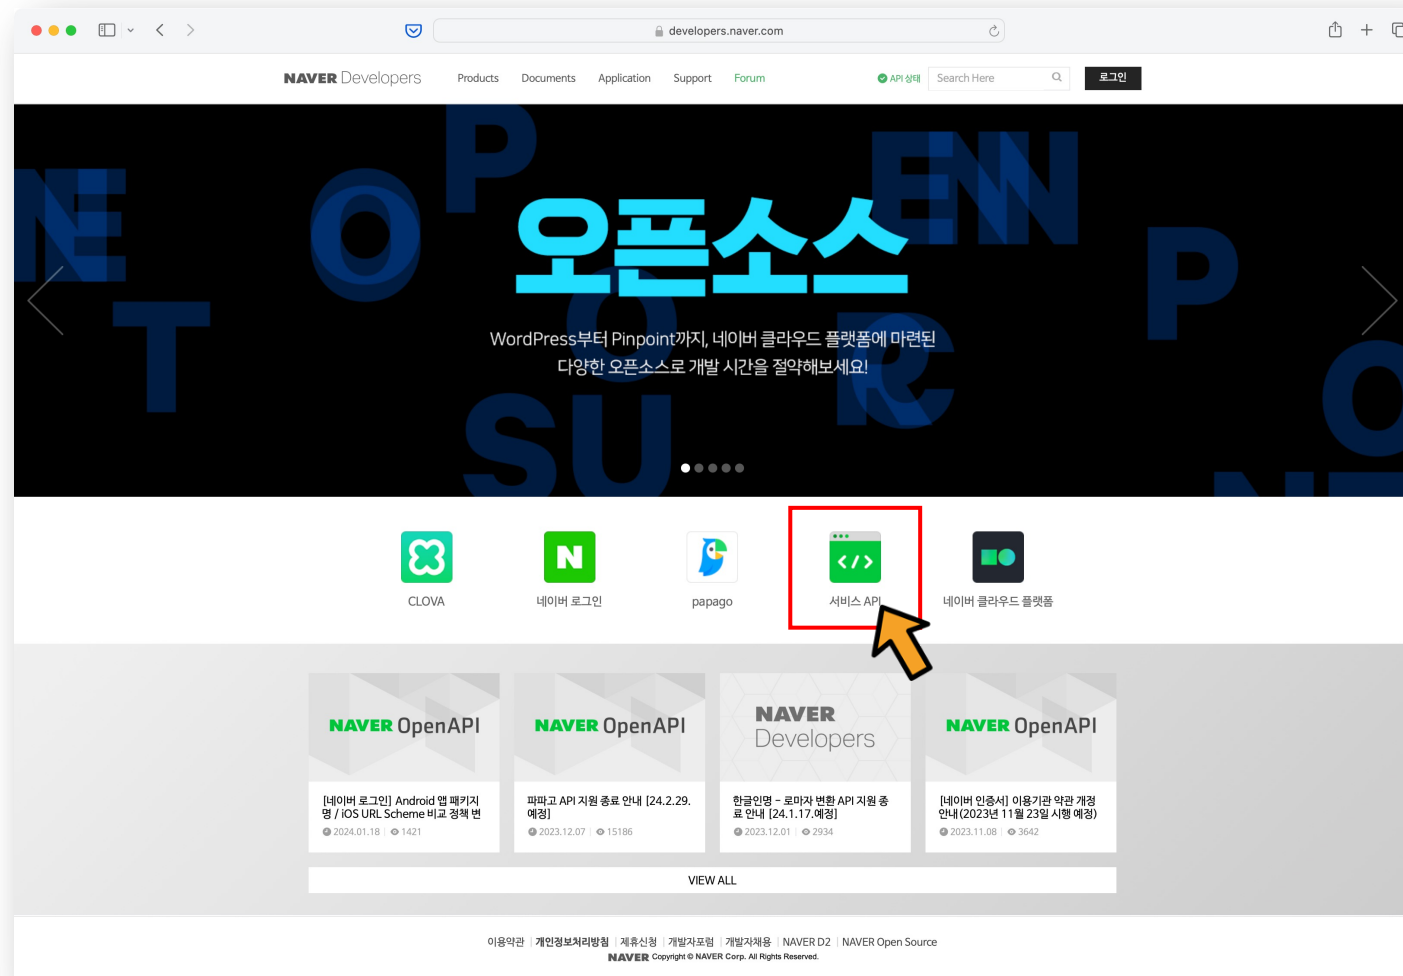 developers.naver.com
NAVER Developers Products Documents Application Support Forum API 상태 Search Here 로그인
오픈소스
WordPress부터 Pinpoint까지, 네이버 클라우드 플랫폼에 마련된
다양한 오픈소스로 개발 시간을 절약해보세요!
CLOVA 네이버 로그인 papago 서비스 API 네이버 클라우드 플랫폼
NAVER OpenAPI
[네이버 로그인] Android 앱 패키지
명 / iOS URL Scheme 비교 정책 변
2024.01.18 1421
NAVER OpenAPI
파파고 API 지원 종료 안내 [24.2.29.
예정]
2023.12.07 15186
NAVER
Developers
한글인명 - 로마자 변환 API 지원 종
료 안내 [24.1.17.예정]
2023.12.01 2934
NAVER OpenAPI
[네이버 인증서] 이용기관 약관 개정
안내(2023년 11월 23일 시행 예정)
2023.11.08 3642
VIEW ALL
이용약관 개인정보처리방침 제휴신청 개발자포럼 개발자채용 NAVER D2 NAVER Open Source
NAVER Copyright © NAVER Corp. All Rights Reserved.